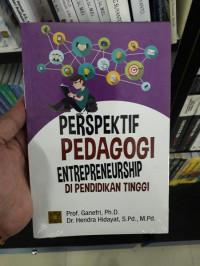 PERSPEKTIF
PEDAGOGI
ENTREPRENEURSHIP
DI PENDIDIKAN TINGGI
Prof. Ganefri, Ph.D.
Dr. Hendra Hidayat, S.Pd., M.Pd.